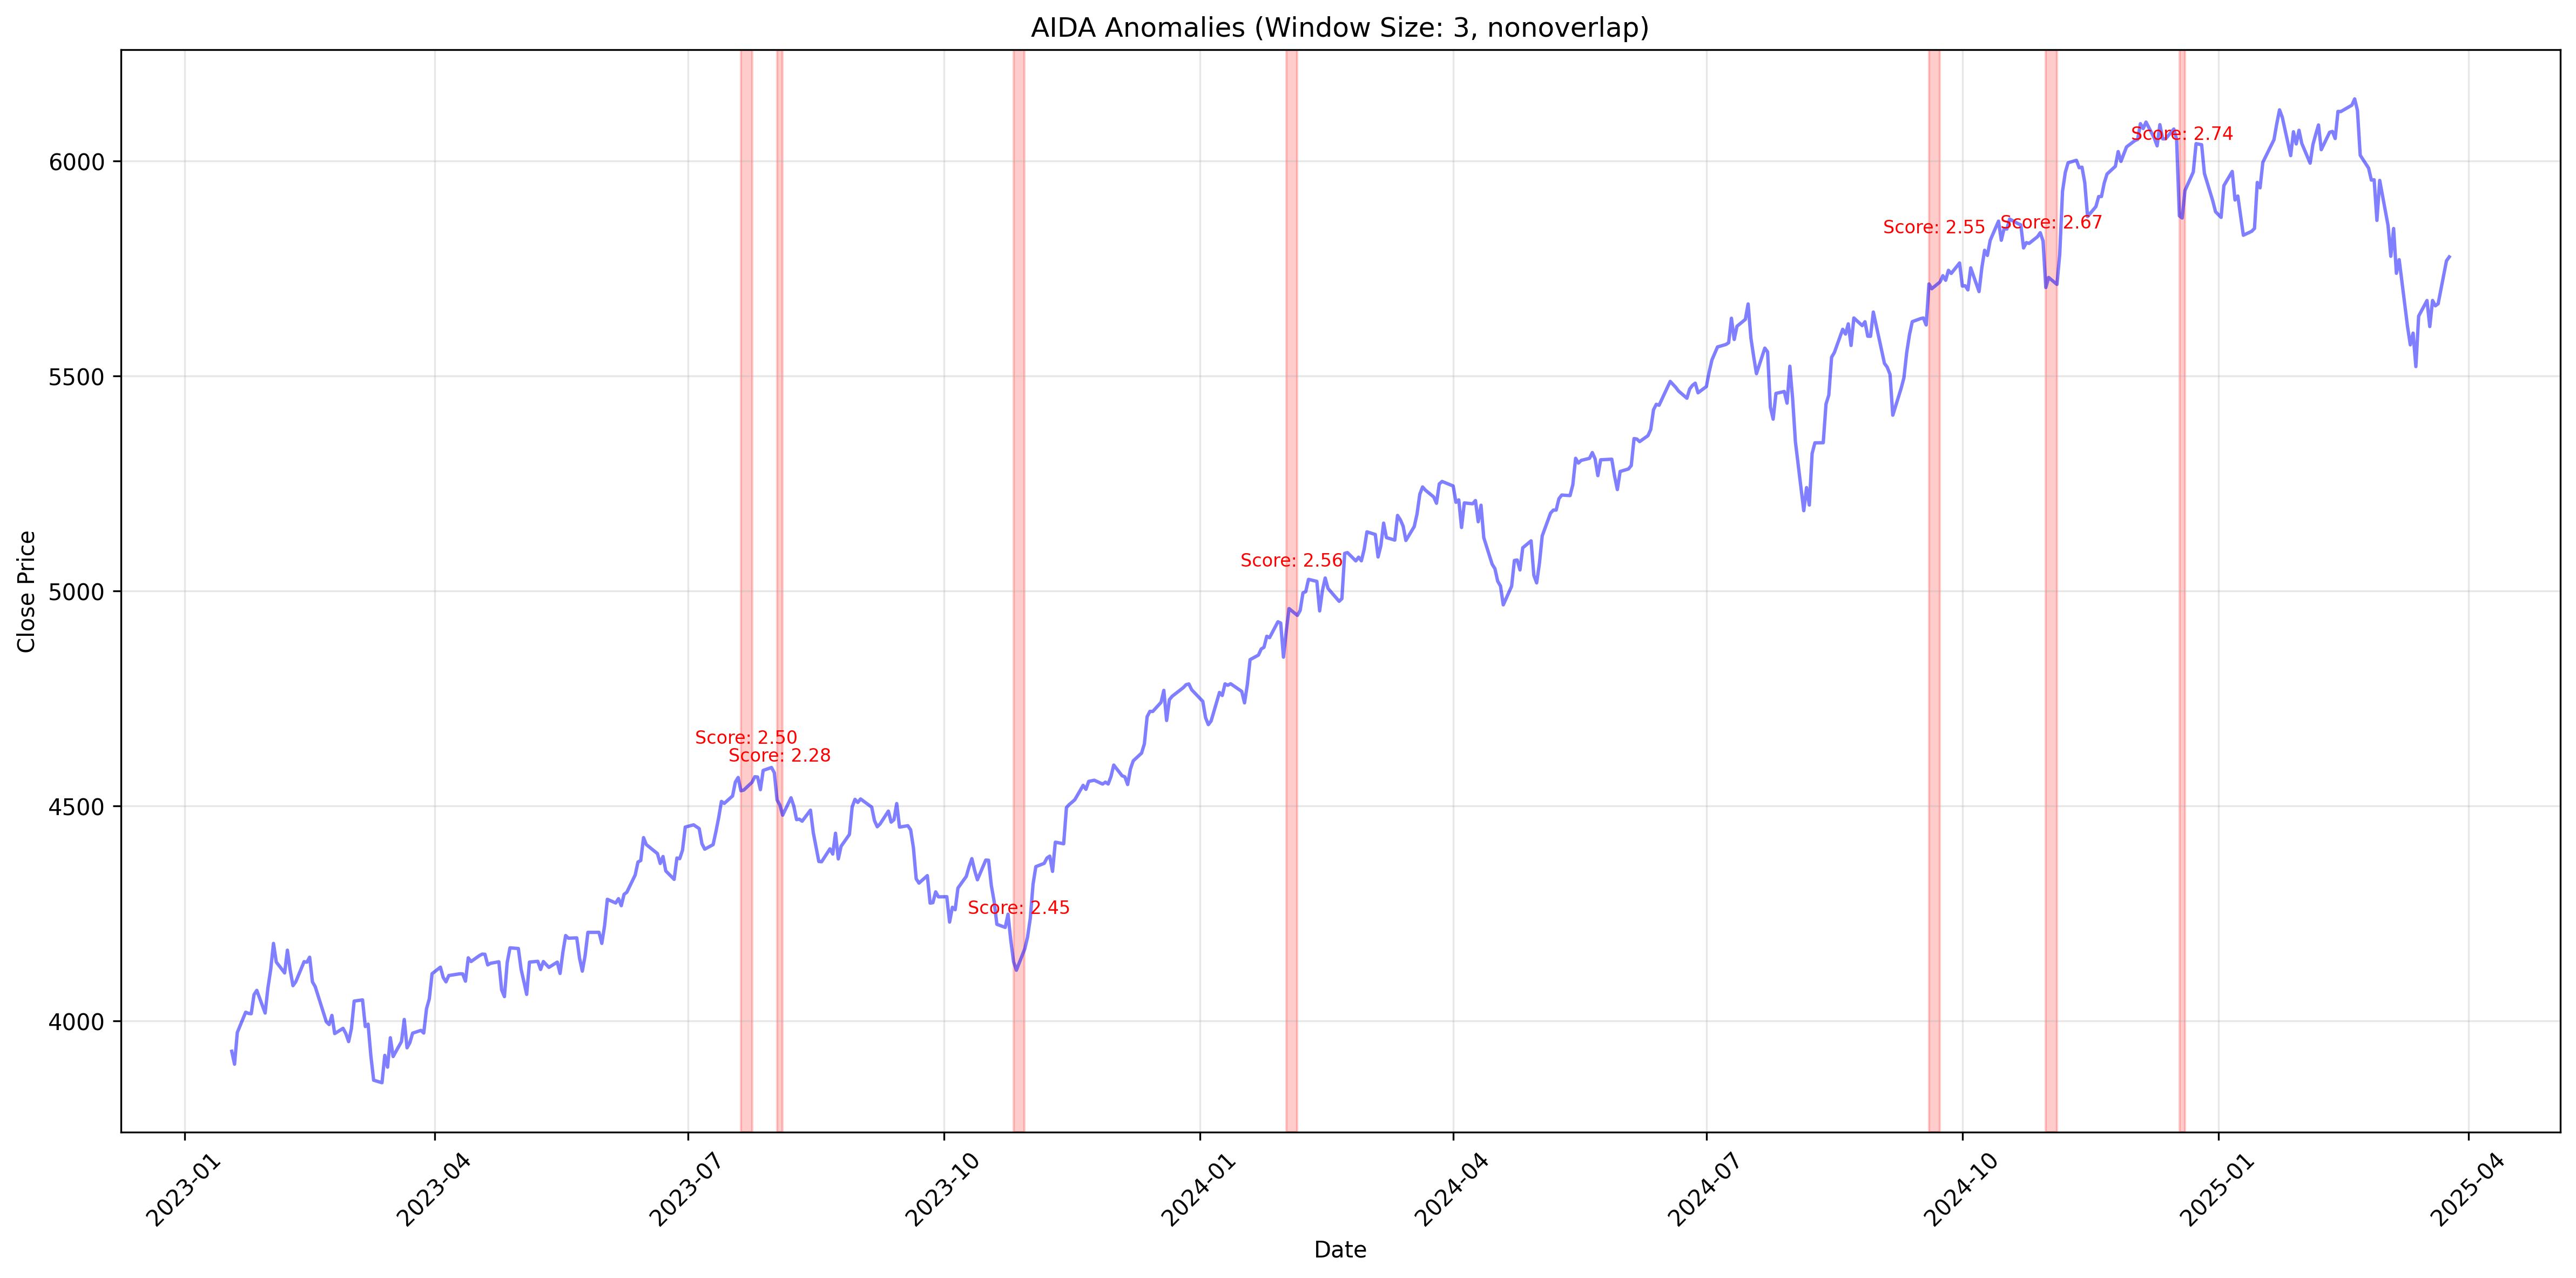 AIDA Anomalies (Window Size: 3, nonoverlap)
Close Price
6000
5500
5000
4500
4000
Score: 2.50
Score: 2.28
Score: 2.45
Score: 2.56
Score: 2.55
Score: 2.67
Score: 2.74
2023-01
2023-04
2023-07
2023-10
2024-01
2024-04
2024-07
2024-10
2025-01
2025-04
Date